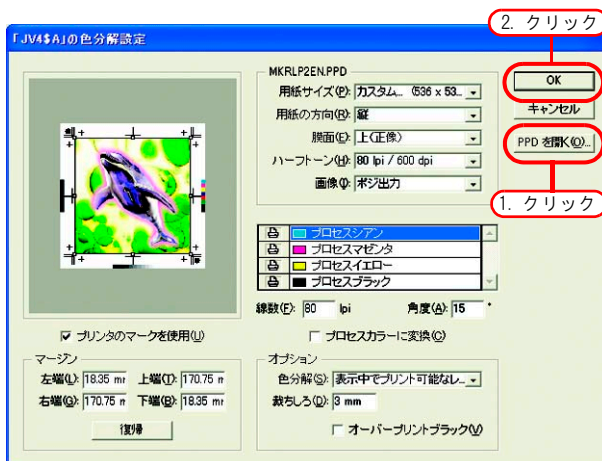 2. クリック
「JV4$A」の色分解設定
MKRLP2EN.PPD
用紙サイズ(P): カスタム... (536 x 53...
用紙の方向(R): 縦
膜面(E): 上(正像)
ハーフトーン(H): 80 lpi / 600 dpi
画像(I): ポジ出力
OK
キャンセル
PPD を開く(O)...
1. クリック
プロセスシアン
プロセスマゼンタ
プロセスイエロー
プロセスブラック
線数(F): 80 lpi 角度(A): 15 °
プリンタのマークを使用(U)
プロセスカラーに変換(C)
マージン
左端(L): 18.35 mr 上端(T): 170.75 m
右端(G): 170.75 m 下端(B): 18.35 mr
復帰
オプション
色分解(S): 表示中でプリント可能なレ...
裁ちしろ(D): 3 mm
オーバープリントブラック(V)